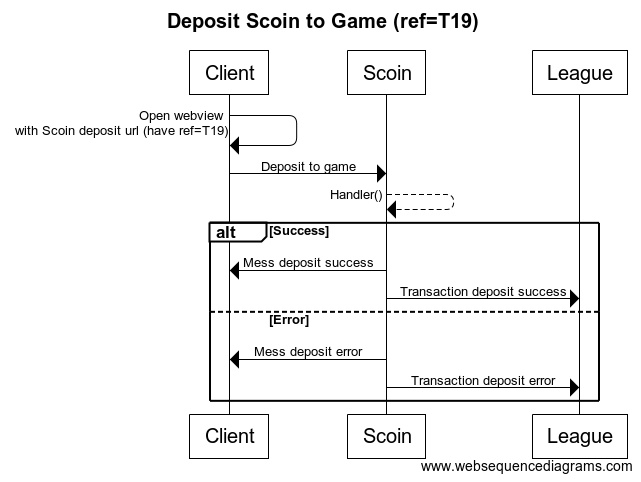 Deposit Scoin to Game (ref=T19)
Client
Scoin
League
Open webview
with Scoin deposit url (have ref=T19)
Deposit to game
Handler()
alt
[Success]
Mess deposit success
Transaction deposit success
[Error]
Mess deposit error
Transaction deposit error
Client
Scoin
League
www.websequencediagrams.com